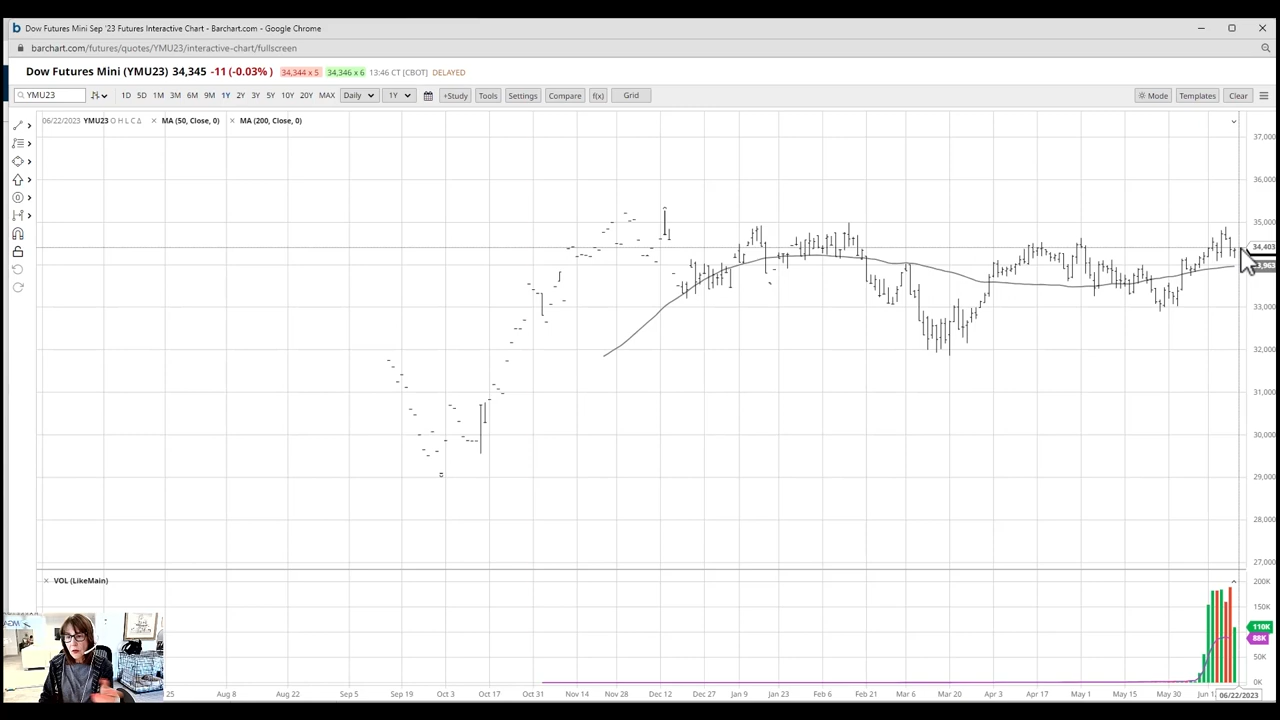 Dow Futures Mini Sep '23 Futures Interactive Chart - Barchart.com - Google Chrome
barchart.com/futures/quotes/YMU23/interactive-chart/fullscreen
Dow Futures Mini (YMU23) 34,345 -11 (-0.03%) 34,344 x 5 34,346 x 6 13:46 CT [CBOT] DELAYED
YMU23 1D 5D 1M 3M 6M 9M 1Y 2Y 3Y 5Y 10Y 20Y MAX Daily 1Y +Study Tools Settings Compare f(x) Grid Mode Templates Clear
06/22/2023 YMU23 O H L C Δ × MA (50, Close, 0) × MA (200, Close, 0)
37,000
36,000
35,000
34,403
33,000
32,000
31,000
30,000
29,000
28,000
27,000
× VOL (LikeMain)
200K
150K
110K
88K
50K
0K
25 Aug 8 Aug 22 Sep 5 Sep 19 Oct 3 Oct 17 Oct 31 Nov 14 Nov 28 Dec 12 Dec 27 Jan 9 Jan 23 Feb 6 Feb 21 Mar 6 Mar 20 Apr 3 Apr 17 May 1 May 15 May 30 Jun 06/22/2023